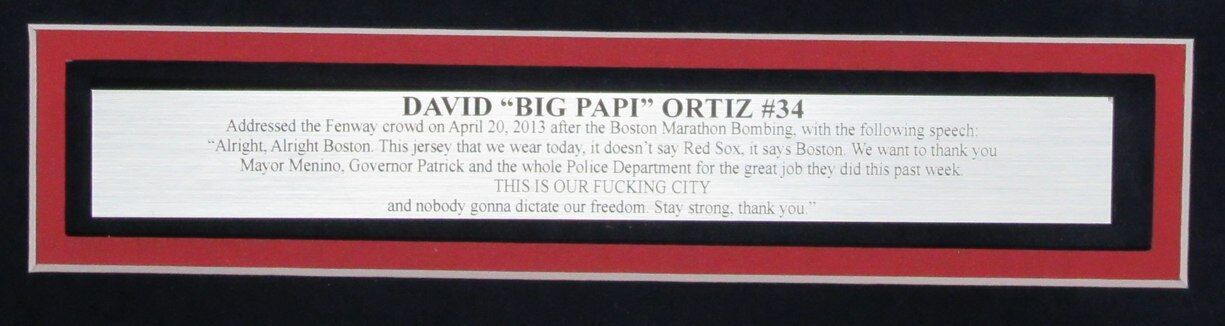 DAVID “BIG PAPI” ORTIZ #34
Addressed the Fenway crowd on April 20, 2013 after the Boston Marathon Bombing, with the following speech:
“Alright, Alright Boston. This jersey that we wear today, it doesn’t say Red Sox, it says Boston. We want to thank you
Mayor Menino, Governor Patrick and the whole Police Department for the great job they did this past week.
THIS IS OUR FUCKING CITY
and nobody gonna dictate our freedom. Stay strong, thank you.”